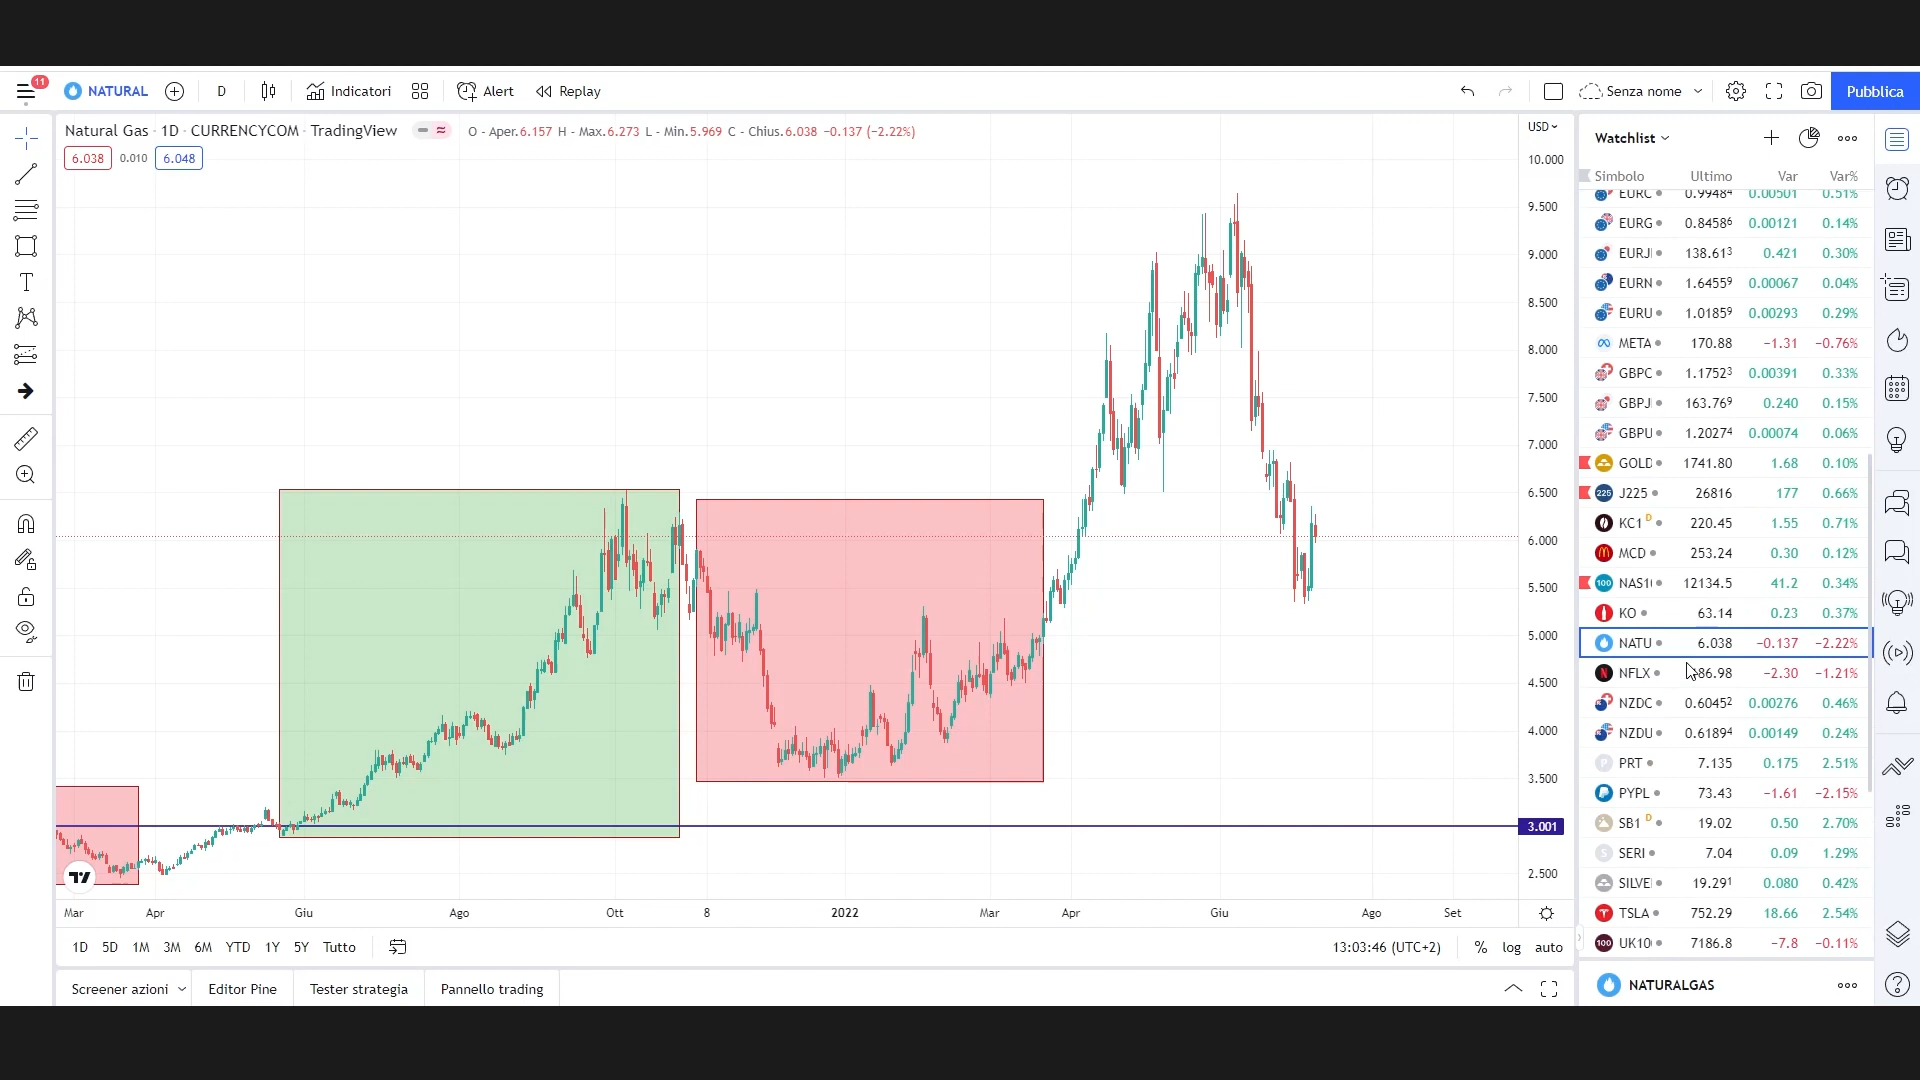 11
NATURAL
D
Indicatori
Alert
Replay
Senza nome
Pubblica
Natural Gas · 1D · CURRENCYCOM · TradingView
O - Aper.6.157 H - Max.6.273 L - Min.5.969 C - Chius.6.038 −0.137 (−2.22%)
6.038 0.010 6.048
USD
10.000
9.500
9.000
8.500
8.000
7.500
7.000
6.500
6.000
5.500
5.000
4.500
4.000
3.500
3.001
2.500
Mar Apr Giu Ago Ott 8 2022 Mar Apr Giu Ago Set
1D 5D 1M 3M 6M YTD 1Y 5Y Tutto
13:03:46 (UTC+2) % log auto
Screener azioni Editor Pine Tester strategia Pannello trading
Watchlist
Simbolo Ultimo Var Var%
EURC 0.99484 0.00501 0.51%
EURG 0.84586 0.00121 0.14%
EURJ 138.613 0.421 0.30%
EURN 1.64559 0.00067 0.04%
EURU 1.01859 0.00293 0.29%
META 170.88 −1.31 −0.76%
GBPC 1.17523 0.00391 0.33%
GBPJ 163.769 0.240 0.15%
GBPU 1.20274 0.00074 0.06%
GOLD 1741.80 1.68 0.10%
225 J225 26816 177 0.66%
KC1 D 220.45 1.55 0.71%
MCD 253.24 0.30 0.12%
100 NAS1 12134.5 41.2 0.34%
KO 63.14 0.23 0.37%
NATU 6.038 −0.137 −2.22%
NFLX 86.98 −2.30 −1.21%
NZDC 0.60452 0.00276 0.46%
NZDU 0.61894 0.00149 0.24%
P PRT 7.135 0.175 2.51%
PYPL 73.43 −1.61 −2.15%
SB1 D 19.02 0.50 2.70%
S SERI 7.04 0.09 1.29%
SILVE 19.291 0.080 0.42%
TSLA 752.29 18.66 2.54%
100 UK10 7186.8 −7.8 −0.11%
NATURALGAS